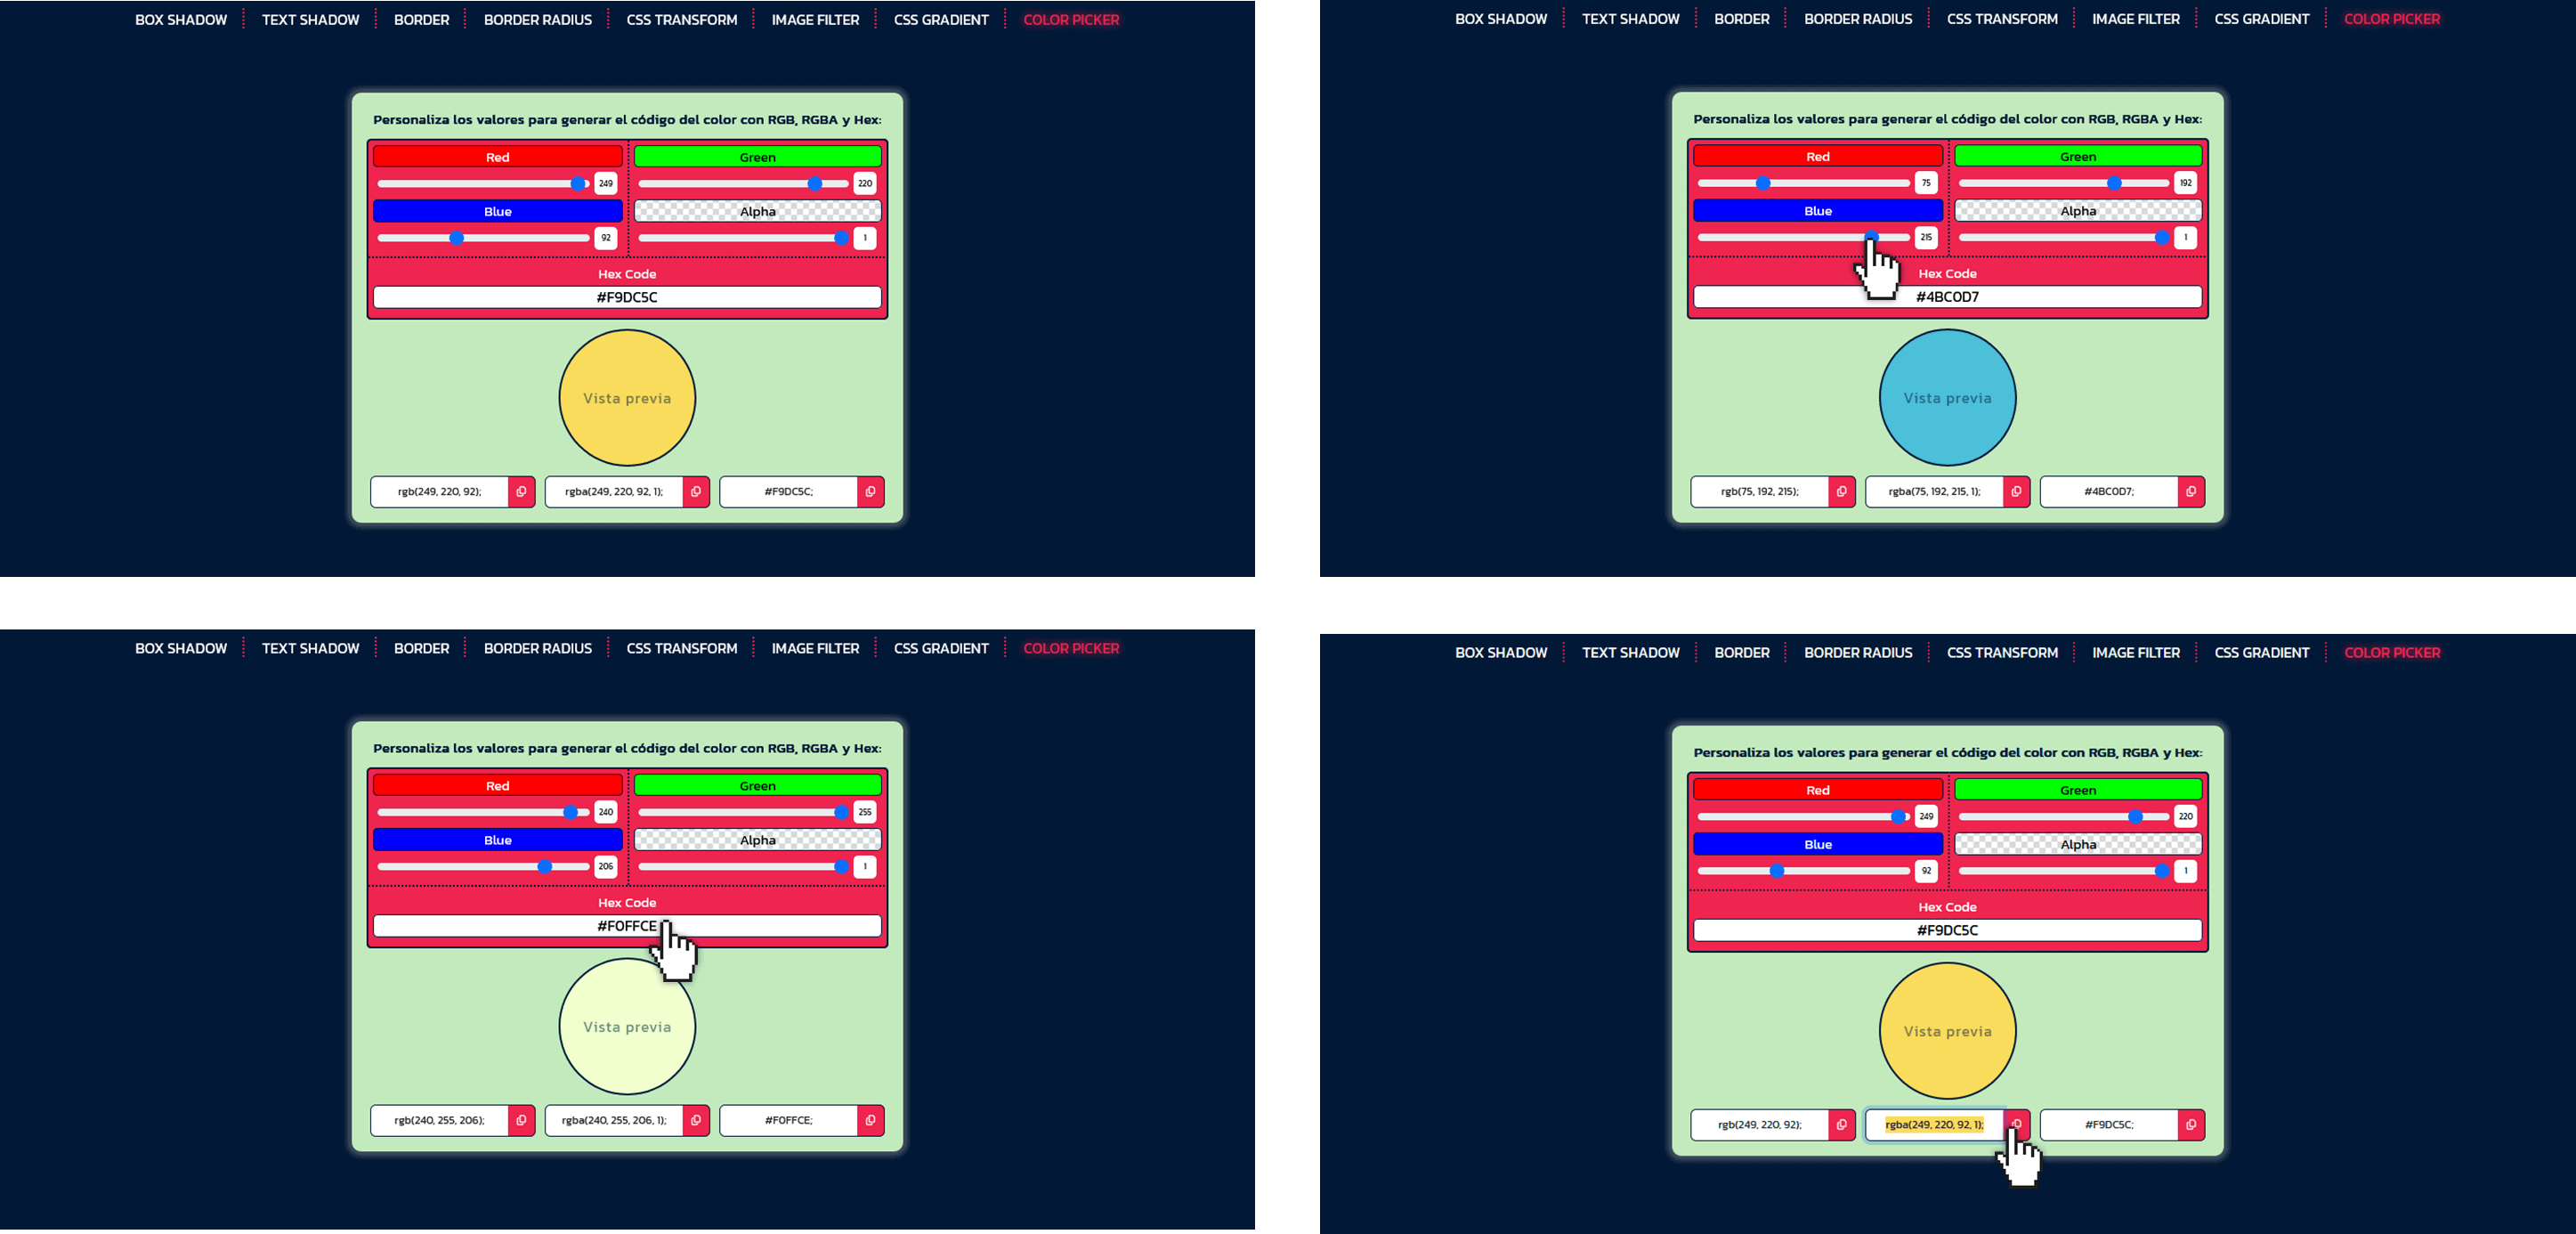 BOX SHADOW TEXT SHADOW BORDER BORDER RADIUS CSS TRANSFORM IMAGE FILTER CSS GRADIENT COLOR PICKER
Personaliza los valores para generar el código del color con RGB, RGBA y Hex:
Red Green
249 220
Blue Alpha
92 1
Hex Code
#F9DC5C
Vista previa
rgb(249, 220, 92); rgba(249, 220, 92, 1); #F9DC5C;
BOX SHADOW TEXT SHADOW BORDER BORDER RADIUS CSS TRANSFORM IMAGE FILTER CSS GRADIENT COLOR PICKER
Personaliza los valores para generar el código del color con RGB, RGBA y Hex:
Red Green
75 192
Blue Alpha
215 1
Hex Code
#4BC0D7
Vista previa
rgb(75, 192, 215); rgba(75, 192, 215, 1); #4BC0D7;
BOX SHADOW TEXT SHADOW BORDER BORDER RADIUS CSS TRANSFORM IMAGE FILTER CSS GRADIENT COLOR PICKER
Personaliza los valores para generar el código del color con RGB, RGBA y Hex:
Red Green
240 255
Blue Alpha
206 1
Hex Code
#F0FFCE
Vista previa
rgb(240, 255, 206); rgba(240, 255, 206, 1); #F0FFCE;
BOX SHADOW TEXT SHADOW BORDER BORDER RADIUS CSS TRANSFORM IMAGE FILTER CSS GRADIENT COLOR PICKER
Personaliza los valores para generar el código del color con RGB, RGBA y Hex:
Red Green
249 220
Blue Alpha
92 1
Hex Code
#F9DC5C
Vista previa
rgb(249, 220, 92); rgba(249, 220, 92, 1); #F9DC5C;